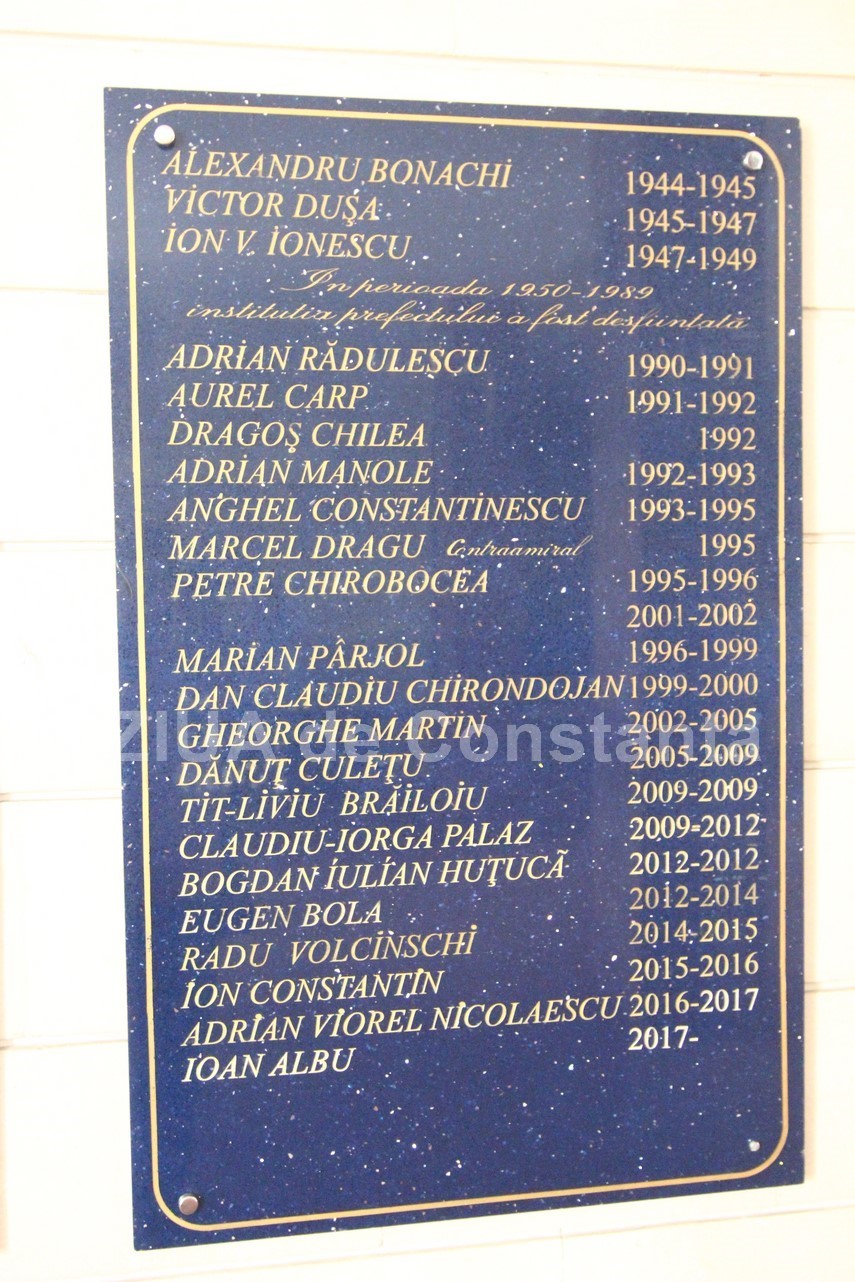 ALEXANDRU BONACHI 1944-1945
VICTOR DUŞA 1945-1947
ION V. IONESCU 1947-1949
În perioada 1950-1989
instituția prefectului a fost desființată
ADRIAN RĂDULESCU 1990-1991
AUREL CARP 1991-1992
DRAGOŞ CHILEA 1992
ADRIAN MANOLE 1992-1993
ANGHEL CONSTANTINESCU 1993-1995
MARCEL DRAGU Contraamiral 1995
PETRE CHIROBOCEA 1995-1996
2001-2002
MARIAN PÂRJOL 1996-1999
DAN CLAUDIU CHIRONDOJAN 1999-2000
GHEORGHE MARTIN 2002-2005
DĂNUŢ CULEŢU 2005-2009
TIT-LIVIU BRĂILOIU 2009-2009
CLAUDIU-IORGA PALAZ 2009-2012
BOGDAN IULIAN HUŢUCĂ 2012-2012
EUGEN BOLA 2012-2014
RADU VOLCINSCHI 2014-2015
ION CONSTANTIN 2015-2016
ADRIAN VIOREL NICOLAESCU 2016-2017
IOAN ALBU 2017-
ZIUA de Constanta